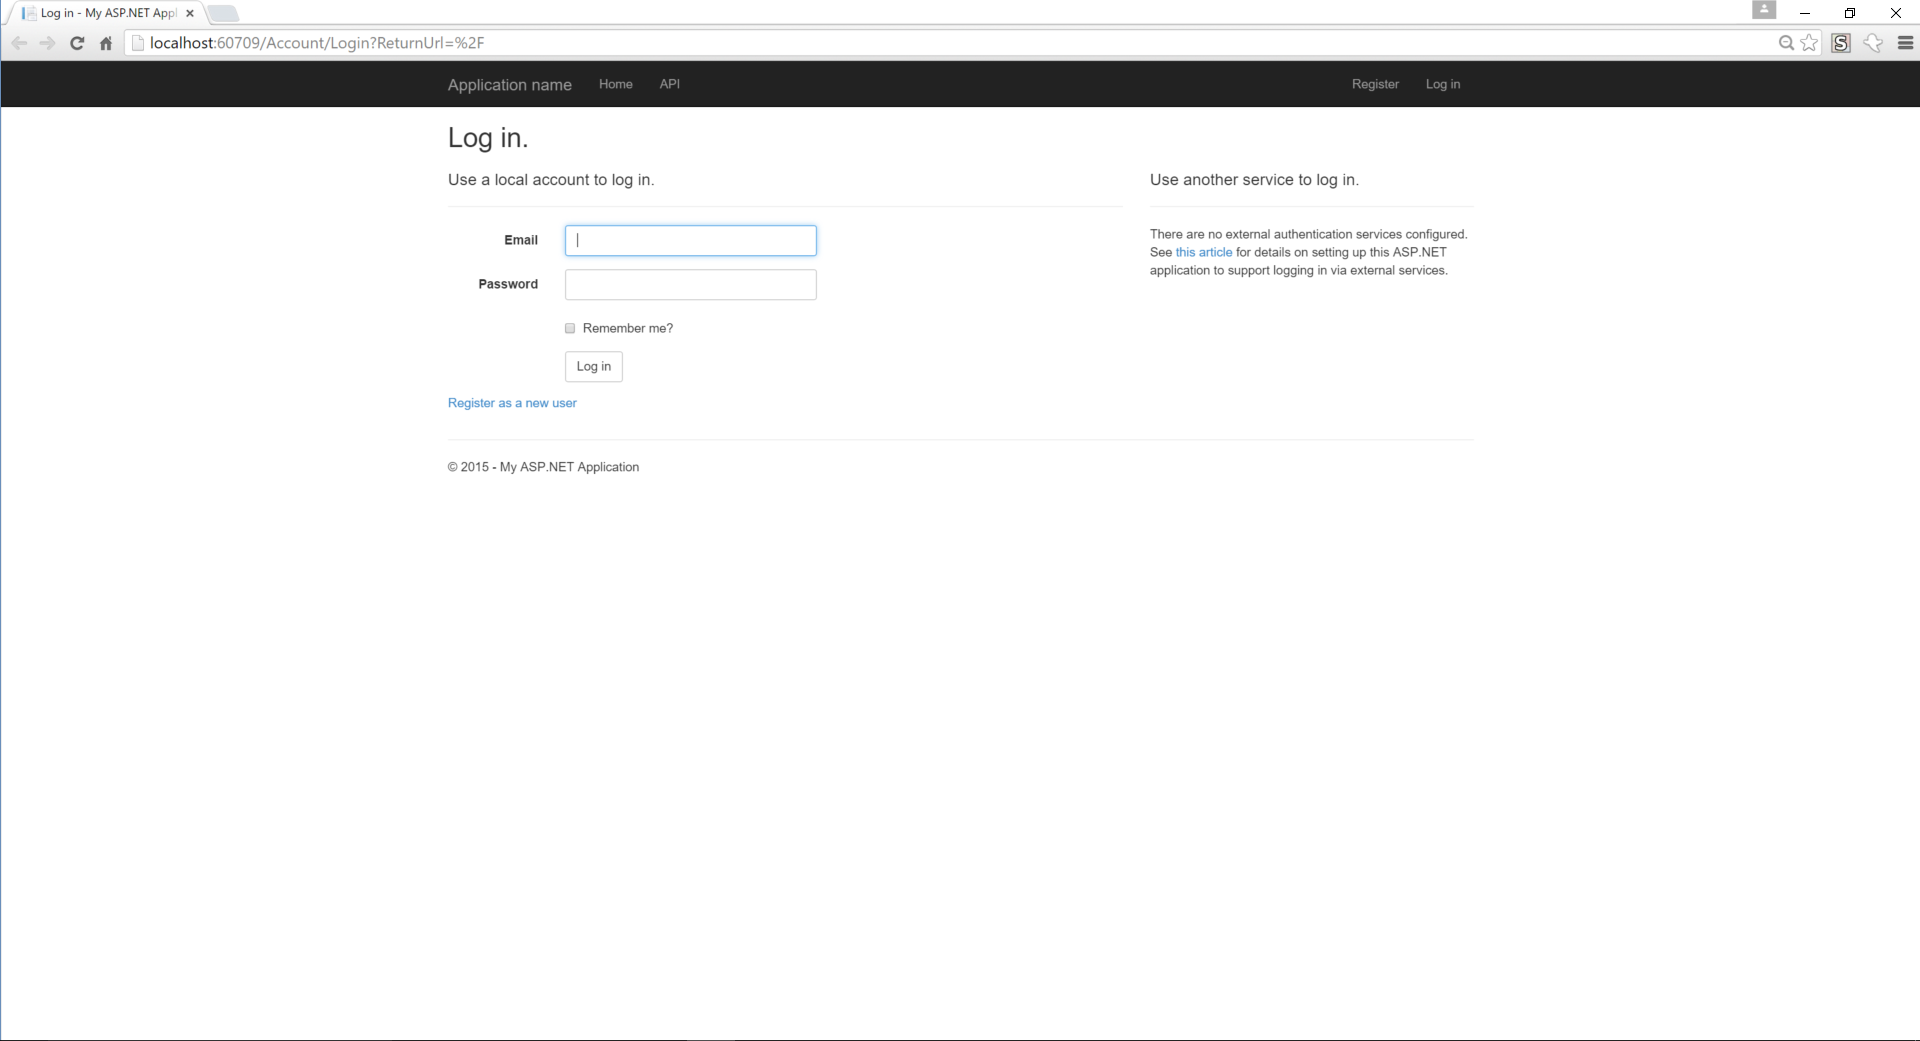 Log in - My ASP.NET Appl
localhost:60709/Account/Login?ReturnUrl=%2F
S
Application name Home API Register Log in
Log in.
Use a local account to log in.
Email
Password
Remember me?
Log in
Register as a new user
Use another service to log in.
There are no external authentication services configured.
See this article for details on setting up this ASP.NET
application to support logging in via external services.
© 2015 - My ASP.NET Application